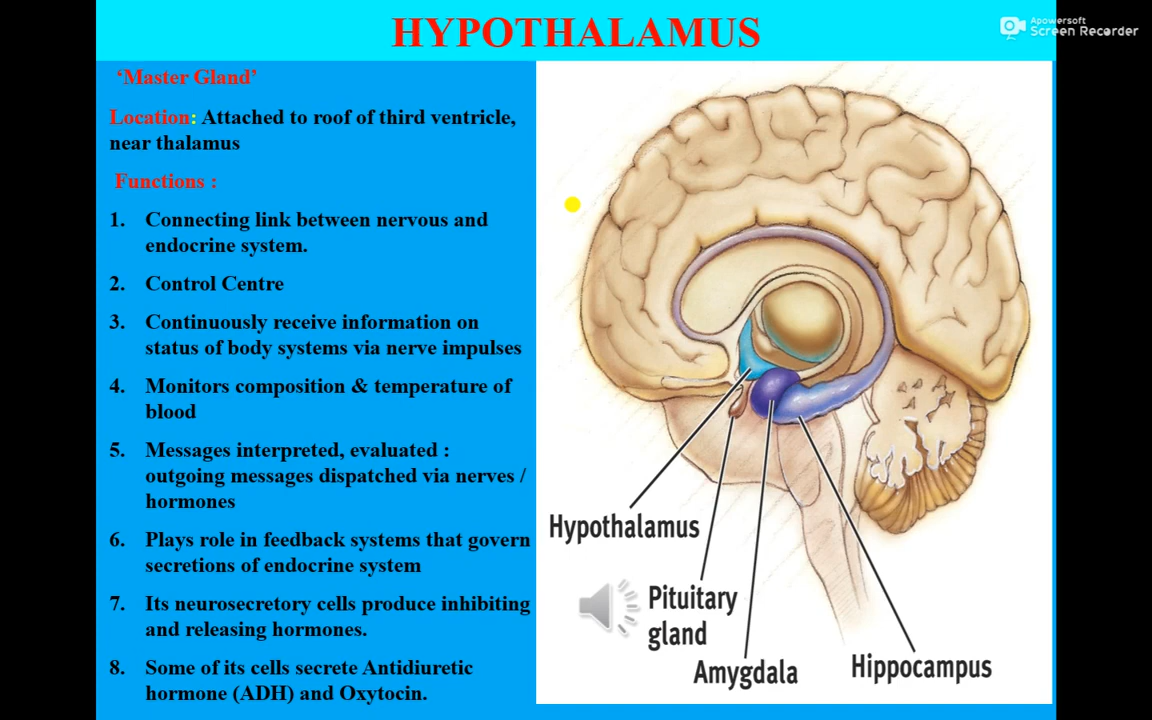 HYPOTHALAMUS
Apowersoft
Screen Recorder
‘Master Gland’
Location: Attached to roof of third ventricle,
near thalamus
Functions :
1. Connecting link between nervous and
endocrine system.
2. Control Centre
3. Continuously receive information on
status of body systems via nerve impulses
4. Monitors composition & temperature of
blood
5. Messages interpreted, evaluated :
outgoing messages dispatched via nerves /
hormones
6. Plays role in feedback systems that govern
secretions of endocrine system
7. Its neurosecretory cells produce inhibiting
and releasing hormones.
8. Some of its cells secrete Antidiuretic
hormone (ADH) and Oxytocin.
Hypothalamus
Pituitary
gland
Amygdala
Hippocampus